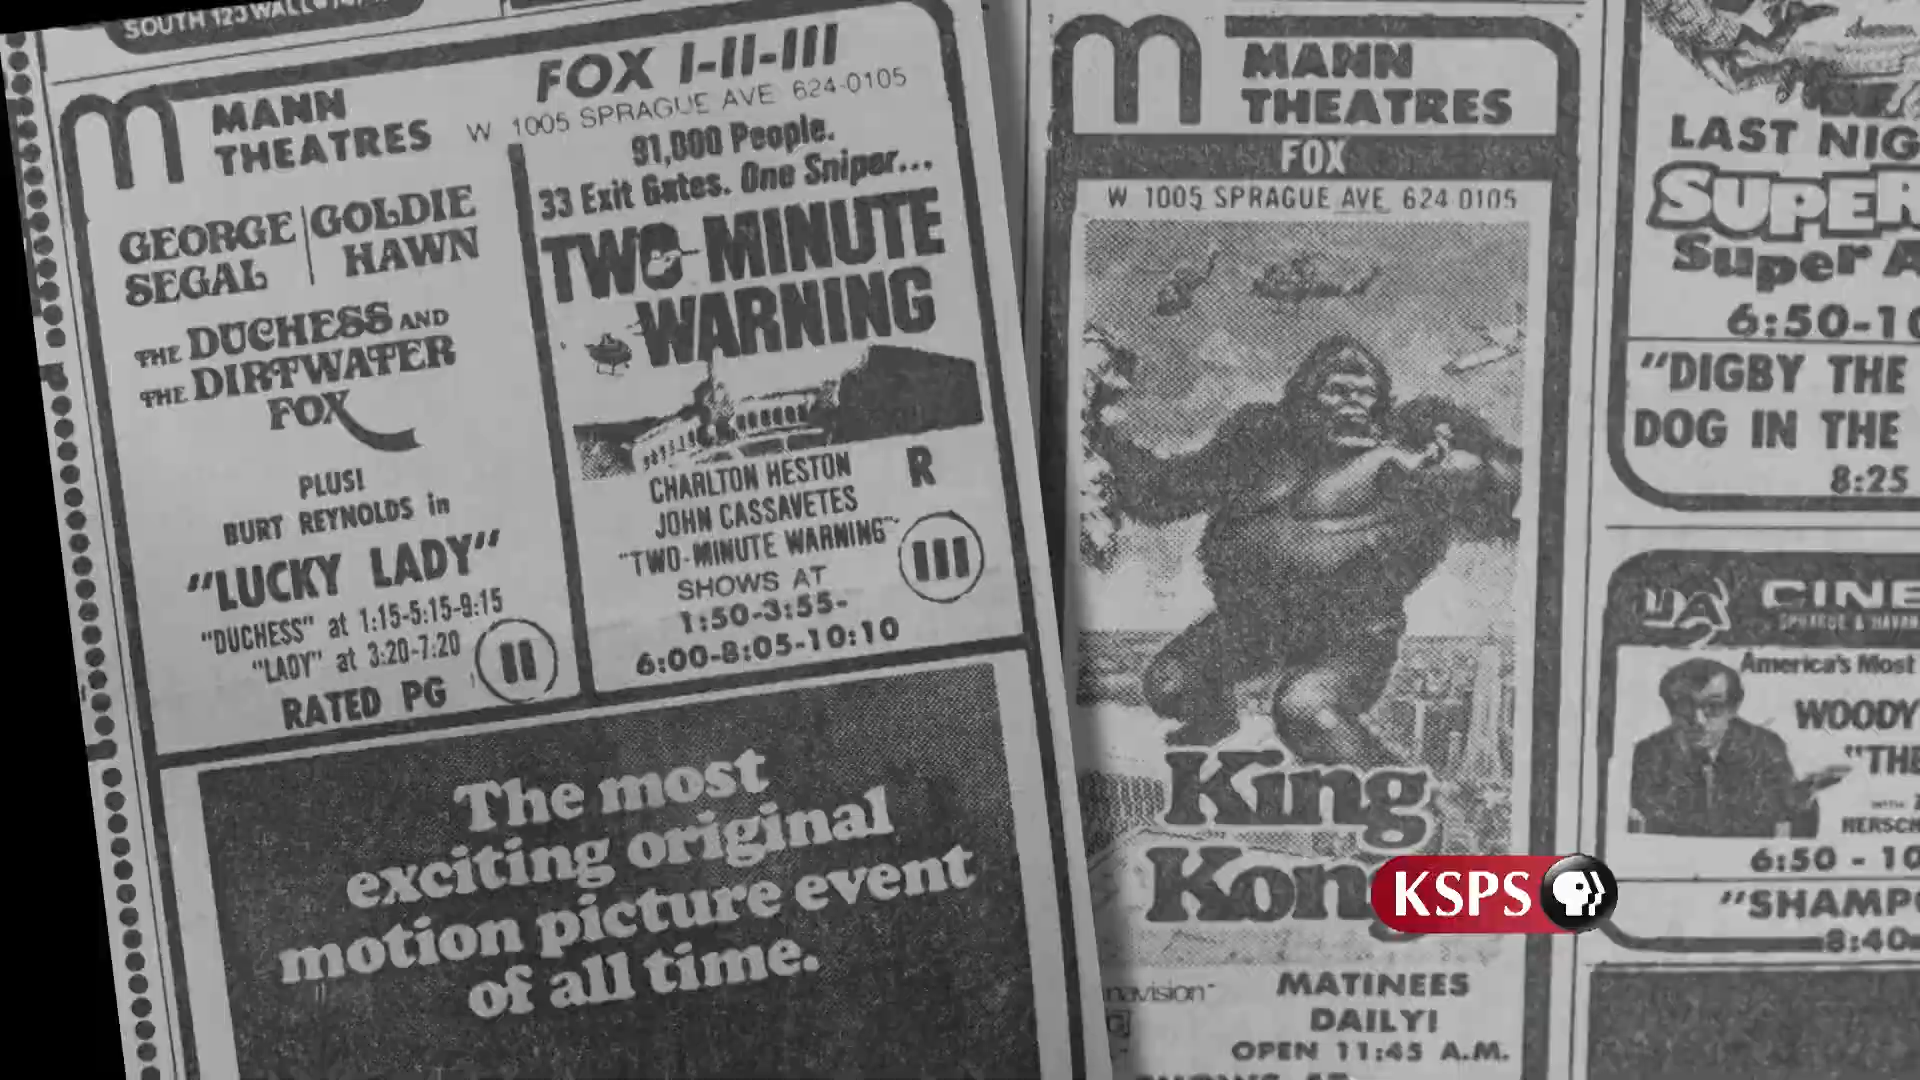 SOUTH 123 WALL
MANN
THEATRES
FOX I-II-III
W 1005 SPRAGUE AVE 624-0105
GEORGE
SEGAL
GOLDIE
HAWN
THE DUCHESS AND
THE DIRTWATER
FOX
PLUS!
BURT REYNOLDS in
"LUCKY LADY"
"DUCHESS" at 1:15-5:15-9:15
"LADY" at 3:20-7:20
RATED PG
II
91,000 People.
33 Exit Gates. One Sniper...
TWO-MINUTE
WARNING
CHARLTON HESTON
JOHN CASSAVETES
R
"TWO-MINUTE WARNING"
SHOWS AT
1:50-3:55-
6:00-8:05-10:10
III
The most
exciting original
motion picture event
of all time.
MANN
THEATRES
FOX
W 1005 SPRAGUE AVE 624 0105
King
Kong
KSPS
MATINEES
DAILY!
OPEN 11:45 A.M.
LAST NIG
SUPER
Super A
6:50-10
"DIGBY THE
DOG IN THE
8:25
UA CINE
America's Most
WOODY
"THE
HERSCH
6:50 - 10
"SHAMP
8:40